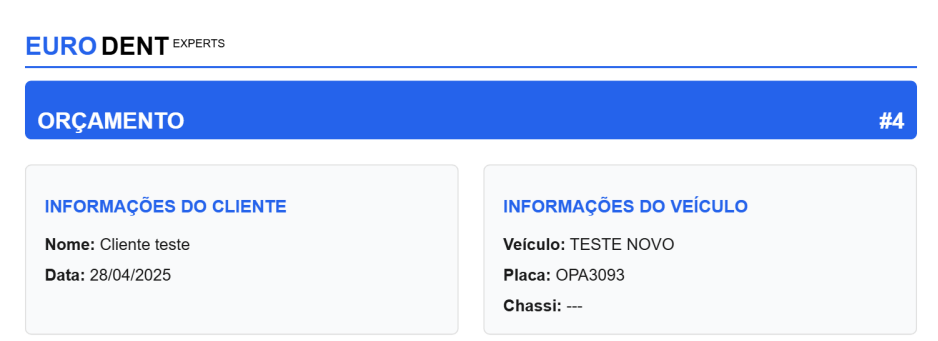 EURO DENT EXPERTS
ORÇAMENTO #4
INFORMAÇÕES DO CLIENTE
Nome: Cliente teste
Data: 28/04/2025
INFORMAÇÕES DO VEÍCULO
Veículo: TESTE NOVO
Placa: OPA3093
Chassi: ---